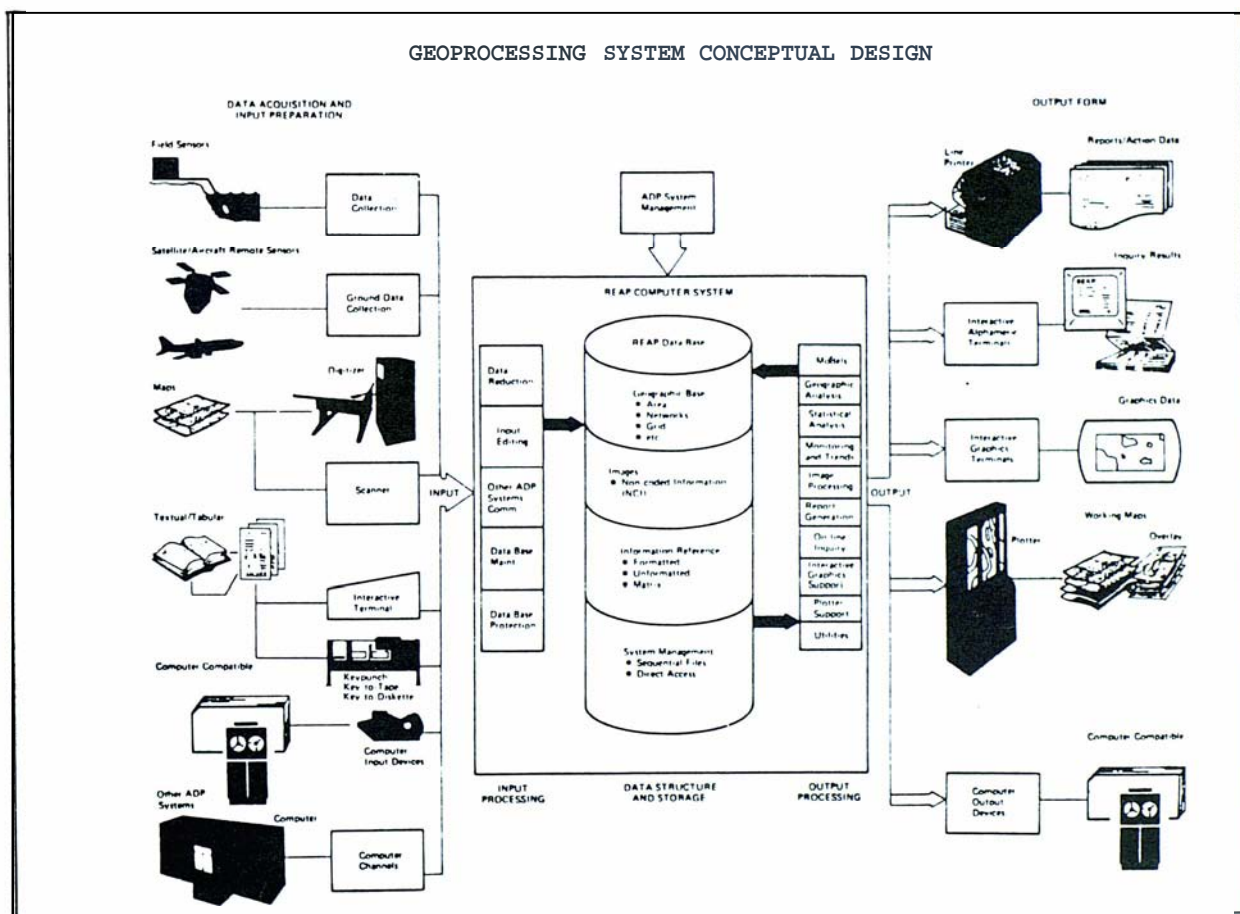 GEOPROCESSING SYSTEM CONCEPTUAL DESIGN
DATA ACQUISITION AND
INPUT PREPARATION
Field Sensors
Data
Collection
Satellite/Aircraft Remote Sensors
Ground Data
Collection
Maps
Digitizer
Scanner
Textual/Tabular
Interactive
Terminal
Keypunch
Key to Tape
Key to Diskette
Computer Compatible
Computer
Input Devices
Other ADP
Systems
Computer
Computer
Channels
INPUT
ADP System
Management
REAP COMPUTER SYSTEM
Data
Reduction
Input
Editing
Other ADP
Systems
Comm
Data Base
Maint
Data Base
Protection
REAP Data Base
Geographic Base
• Area
• Networks
• Grid
• etc
Images
• Non-coded Information
(NCI)
Information Reference
• Formatted
• Unformatted
• Matrix
System Management
• Sequential Files
• Direct Access
Models
Geographic
Analysis
Statistical
Analysis
Monitoring
and Trends
Image
Processing
Report
Generation
On-line
Inquiry
Interactive
Graphics
Support
Plotter
Support
Utilities
INPUT
PROCESSING
DATA STRUCTURE
AND STORAGE
OUTPUT
PROCESSING
OUTPUT
OUTPUT FORM
Line
Printer
Reports/Action Data
Inquiry Results
REAP
Interactive
Alphameric
Terminals
Graphics Data
Interactive
Graphics
Terminals
Working Maps
Plotter
Overlay
Computer Compatible
Computer
Output
Devices